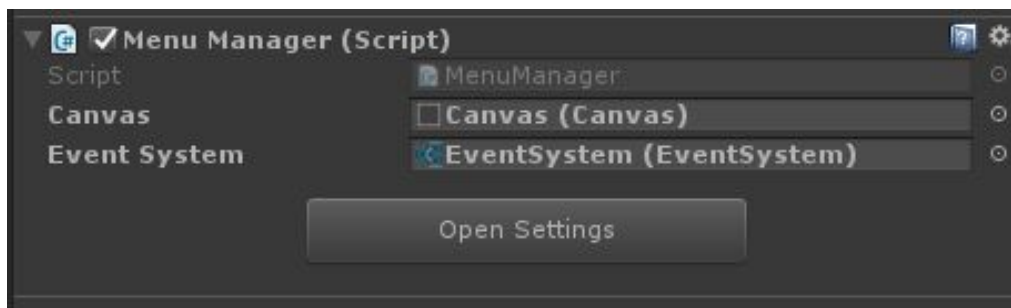 Menu Manager (Script)
Script MenuManager
Canvas Canvas (Canvas)
Event System EventSystem (EventSystem)
Open Settings